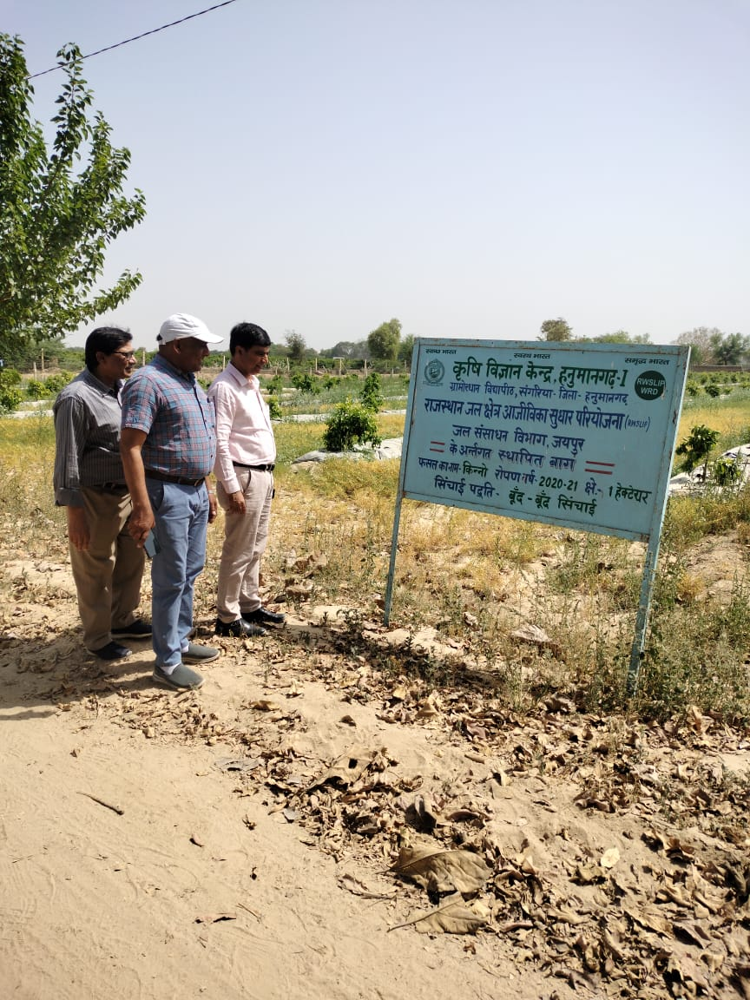 स्वच्छ भारत स्वस्थ भारत समृद्ध भारत
कृषि विज्ञान केन्द्र, हनुमानगढ़-1
ग्रामोत्थान विद्यापीठ, संगरिया- जिला- हनुमानगढ़
RWSLIP
WRD
राजस्थान जल क्षेत्र आजीविका सुधार परियोजना (RWSLIP)
जल संसाधन विभाग, जयपुर
के अर्न्तगत स्थापित बाग
फसल का नाम- किन्नो रोपण वर्ष- 2020-21 क्षे.- 1 हेक्टेयर
सिंचाई पद्धति- बूँद - बूँद सिंचाई